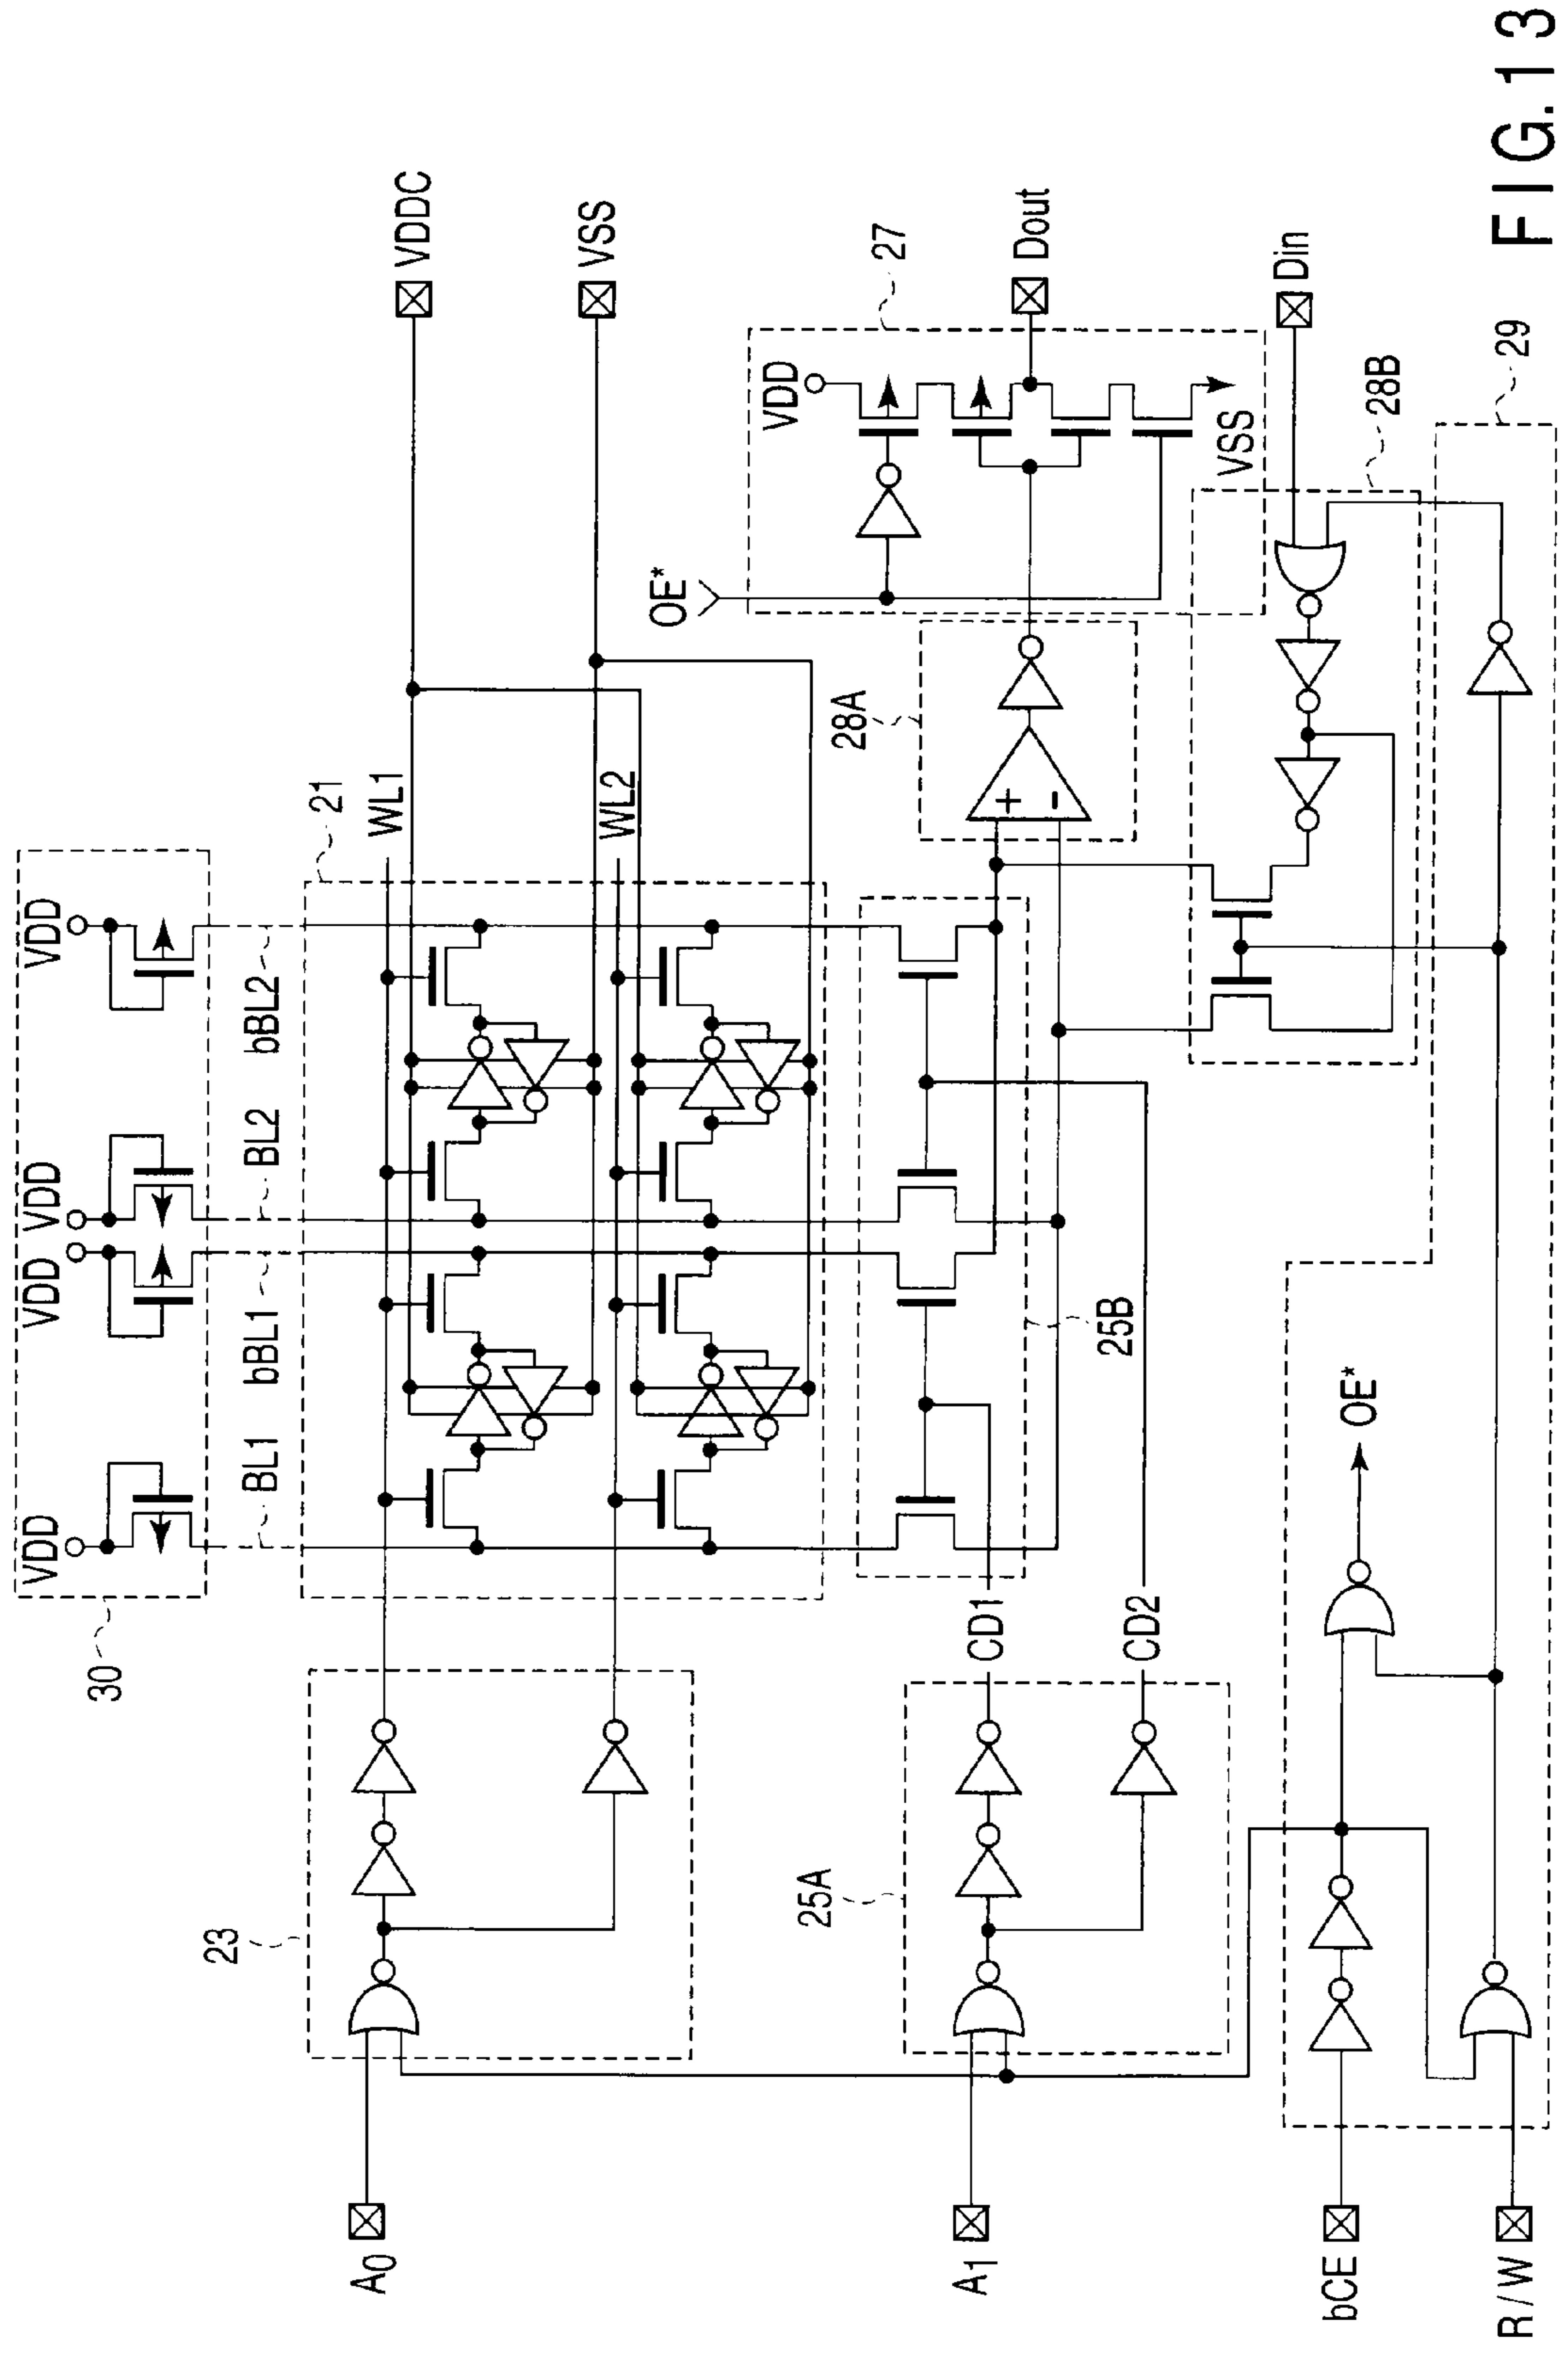 FIG.13
30
VDD
VDD
VDD
VDD
BL1
bBL1
BL2
bBL2
21
WL1
WL2
VDDC
VSS
23
A0
25A
A1
CD1
CD2
25B
28A
OE*
27
VDD
VSS
Dout
Din
28B
29
OE*
bCE
R/W
+
-